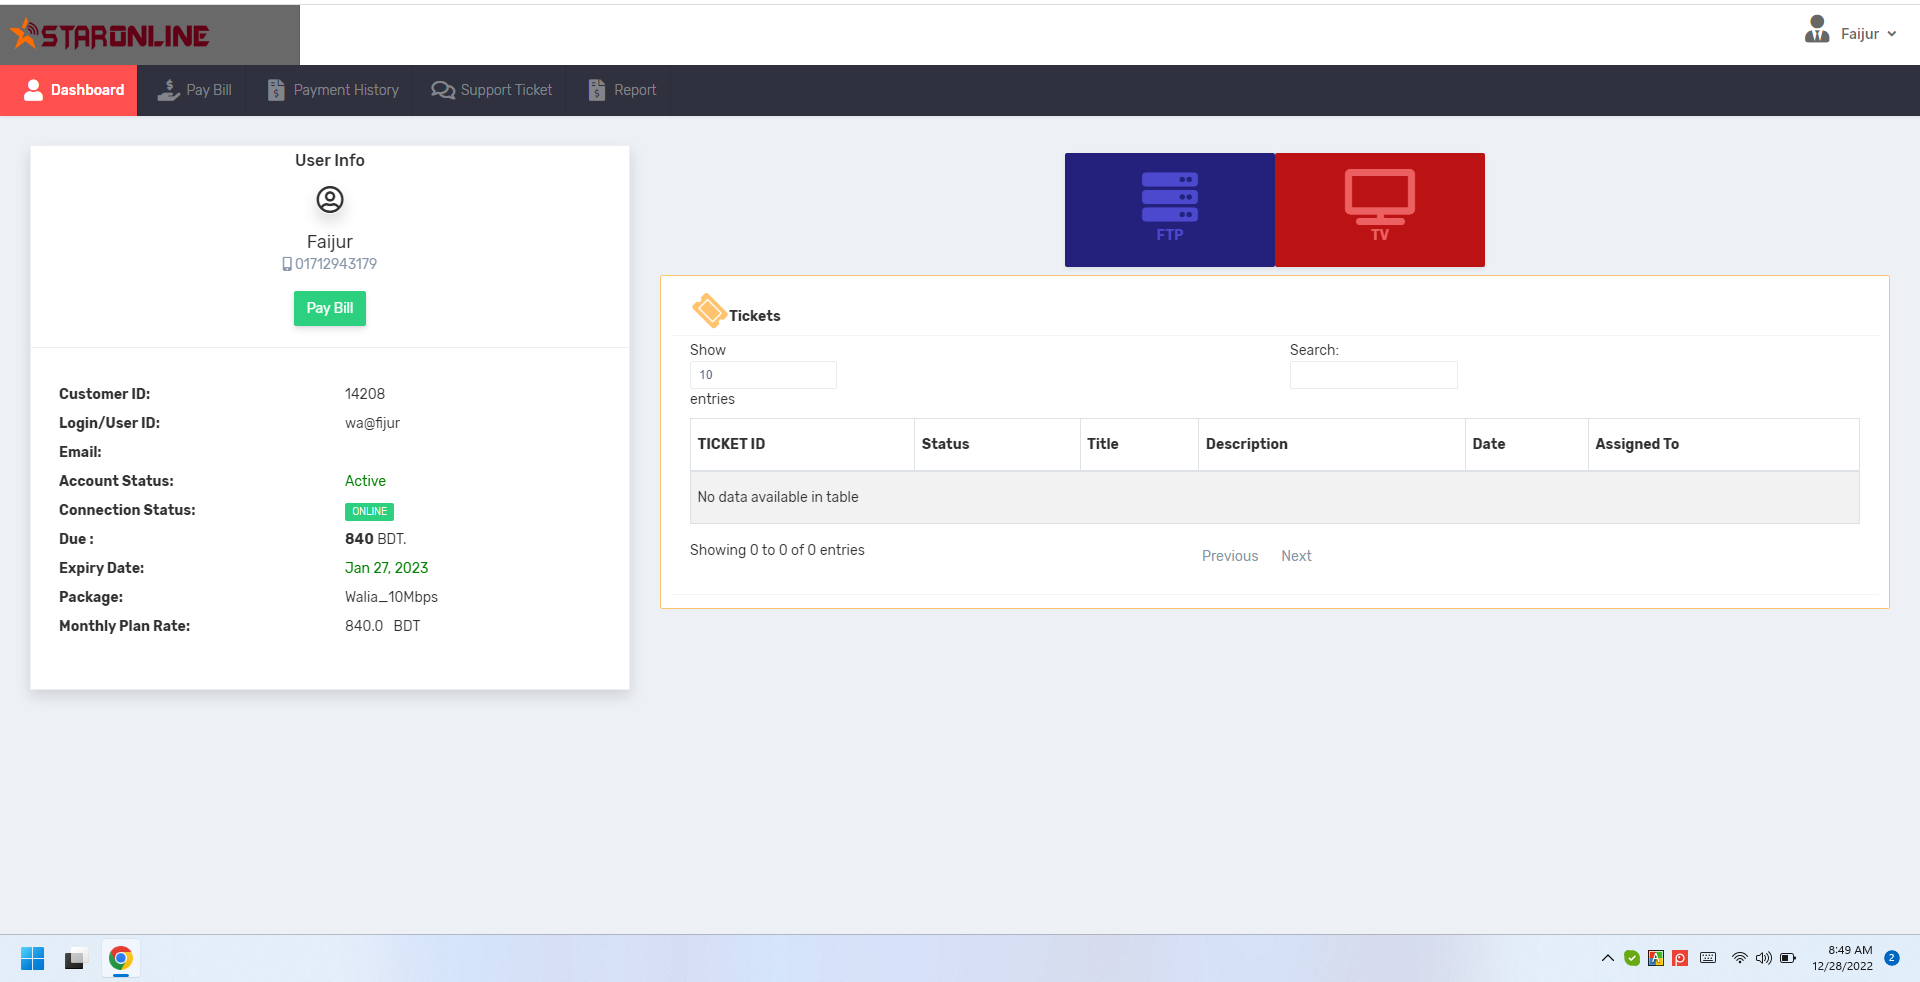 STARONLINE
Faijur
Dashboard
Pay Bill
Payment History
Support Ticket
Report
User Info
Faijur
01712943179
Pay Bill
Customer ID: 14208
Login/User ID: wa@fijur
Email:
Account Status: Active
Connection Status: ONLINE
Due : 840 BDT.
Expiry Date: Jan 27, 2023
Package: Walia_10Mbps
Monthly Plan Rate: 840.0 BDT
FTP
TV
Tickets
Show
10
entries
Search:
TICKET ID Status Title Description Date Assigned To
No data available in table
Showing 0 to 0 of 0 entries
Previous Next
8:49 AM
12/28/2022
2